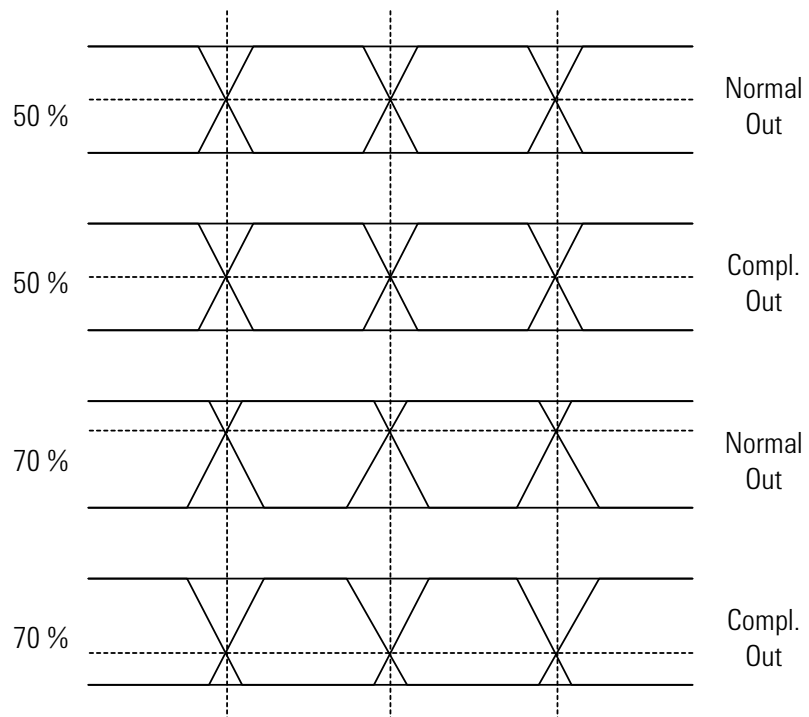 50 %
Normal
Out
50 %
Compl.
Out
70 %
Normal
Out
70 %
Compl.
Out